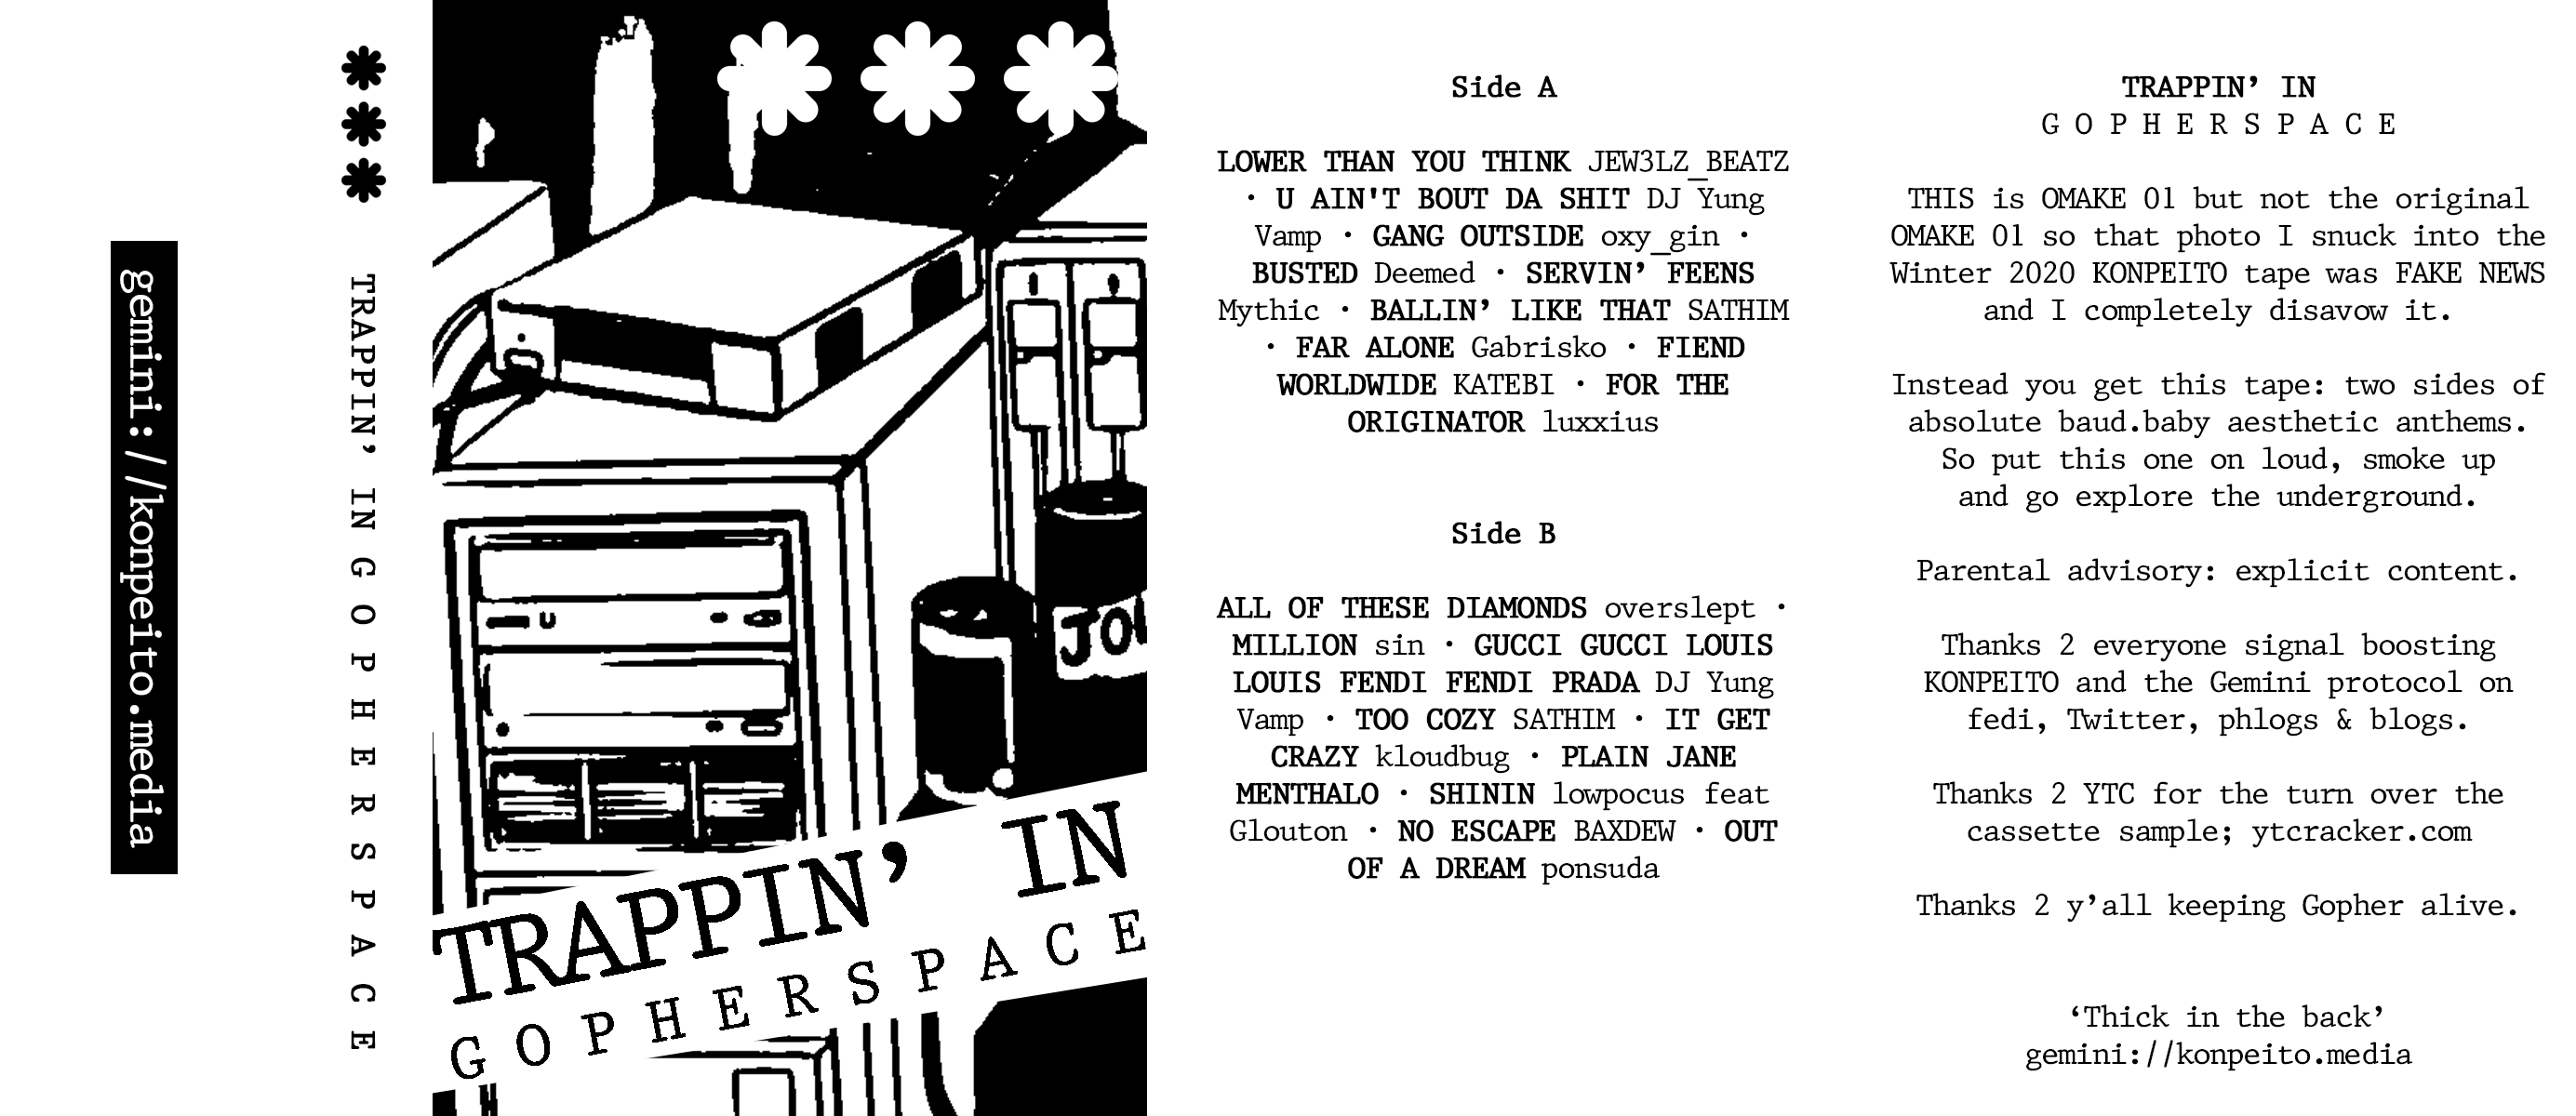 gemini://konpeito.media
TRAPPIN’ IN GOPHERSPACE
JO
TRAPPIN’ IN
GOPHERSPACE
Side A
LOWER THAN YOU THINK JEW3LZ_BEATZ
· U AIN'T BOUT DA SHIT DJ Yung
Vamp · GANG OUTSIDE oxy_gin ·
BUSTED Deemed · SERVIN’ FEENS
Mythic · BALLIN’ LIKE THAT SATHIM
· FAR ALONE Gabrisko · FIEND
WORLDWIDE KATEBI · FOR THE
ORIGINATOR luxxius
Side B
ALL OF THESE DIAMONDS overslept ·
MILLION sin · GUCCI GUCCI LOUIS
LOUIS FENDI FENDI PRADA DJ Yung
Vamp · TOO COZY SATHIM · IT GET
CRAZY kloudbug · PLAIN JANE
MENTHALO · SHININ lowpocus feat
Glouton · NO ESCAPE BAXDEW · OUT
OF A DREAM ponsuda
TRAPPIN’ IN
GOPHERSPACE
THIS is OMAKE 01 but not the original
OMAKE 01 so that photo I snuck into the
Winter 2020 KONPEITO tape was FAKE NEWS
and I completely disavow it.
Instead you get this tape: two sides of
absolute baud.baby aesthetic anthems.
So put this one on loud, smoke up
and go explore the underground.
Parental advisory: explicit content.
Thanks 2 everyone signal boosting
KONPEITO and the Gemini protocol on
fedi, Twitter, phlogs & blogs.
Thanks 2 YTC for the turn over the
cassette sample; ytcracker.com
Thanks 2 y’all keeping Gopher alive.
‘Thick in the back’
gemini://konpeito.media